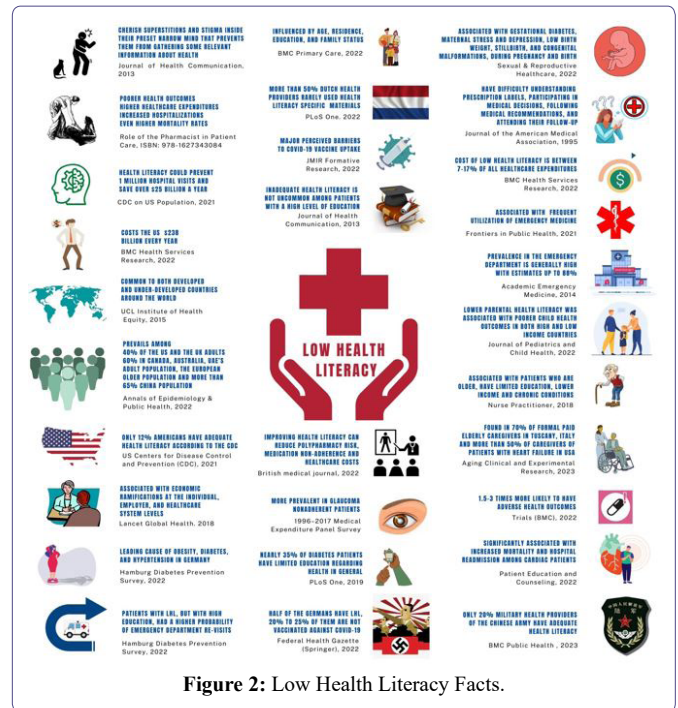 CHERISH SUPERSTITIONS AND STIGMA INSIDE
THEIR PRESET NARROW MIND THAT PREVENTS
THEM FROM GATHERING SOME RELEVANT
INFORMATION ABOUT HEALTH
Journal of Health Communication,
2013
POORER HEALTH OUTCOMES
HIGHER HEALTHCARE EXPENDITURES
INCREASED HOSPITALIZATIONS
EVEN HIGHER MORTALITY RATES
Role of the Pharmacist in Patient
Care, ISBN: 978-1627343084
HEALTH LITERACY COULD PREVENT
1 MILLION HOSPITAL VISITS AND
SAVE OVER $25 BILLION A YEAR
CDC on US Population, 2021
COSTS THE US $238
BILLION EVERY YEAR
BMC Health Services
Research, 2022
COMMON TO BOTH DEVELOPED
AND UNDER-DEVELOPED COUNTRIES
AROUND THE WORLD
UCL Institute of Health
Equity, 2015
PREVAILS AMONG
40% OF THE US AND THE UK ADULTS
60% IN CANADA, AUSTRALIA, USE'S
ADULT POPULATION, THE EUROPEAN
OLDER POPULATION AND MORE THAN
65% CHINA POPULATION
Annals of Epidemiology &
Public Health, 2022
ONLY 12% AMERICANS HAVE ADEQUATE
HEALTH LITERACY ACCORDING TO THE CDC
US Centers for Disease Control
and Prevention (CDC), 2021
ASSOCIATED WITH ECONOMIC
RAMIFICATIONS AT THE INDIVIDUAL,
EMPLOYER, AND HEALTHCARE
SYSTEM LEVELS
Lancet Global Health, 2018
LEADING CAUSE OF OBESITY, DIABETES,
AND HYPERTENSION IN GERMANY
Hamburg Diabetes Prevention
Survey, 2022
PATIENTS WITH LHL, BUT WITH HIGH
EDUCATION, HAD A HIGHER PROBABILITY
OF EMERGENCY DEPARTMENT RE-VISITS
Hamburg Diabetes Prevention
Survey, 2022
INFLUENCED BY AGE, RESIDENCE,
EDUCATION, AND FAMILY STATUS
BMC Primary Care, 2022
MORE THAN 50% DUTCH HEALTH
PROVIDERS RARELY USED HEALTH
LITERACY SPECIFIC MATERIALS
PLoS One. 2022
MAJOR PERCEIVED BARRIERS
TO COVID-19 VACCINE UPTAKE
JMIR Formative
Research, 2022
INADEQUATE HEALTH LITERACY IS
NOT UNCOMMON AMONG PATIENTS
WITH A HIGH LEVEL OF EDUCATION
Journal of Health
Communication, 2013
LOW HEALTH
LITERACY
IMPROVING HEALTH LITERACY CAN
REDUCE POLYPHARMACY RISK,
MEDICATION NON-ADHERENCE AND
HEALTHCARE COSTS
British medical journal, 2022
MORE PREVALENT IN GLAUCOMA
NONADHERENT PATIENTS
1996-2017 Medical
Expenditure Panel Survey
NEARLY 35% OF DIABETES PATIENTS
HAVE LIMITED EDUCATION REGARDING
HEALTH IN GENERAL
PLoS One, 2019
HALF OF THE GERMANS HAVE LHL,
20% TO 25% OF THEM ARE NOT
VACCINATED AGAINST COVID-19
Federal Health Gazette
(Springer), 2022
ASSOCIATED WITH GESTATIONAL DIABETES,
MATERNAL STRESS AND DEPRESSION, LOW BIRTH
WEIGHT, STILLBIRTH, AND CONGENITAL
MALFORMATIONS, DURING PREGNANCY AND BIRTH
Sexual & Reproductive
Healthcare, 2022
HAVE DIFFICULTY UNDERSTANDING
PRESCRIPTION LABELS, PARTICIPATING IN
MEDICAL DECISIONS, FOLLOWING
MEDICAL RECOMMENDATIONS, AND
ATTENDING THEIR FOLLOW-UP
Journal of the American Medical
Association, 1995
COST OF LOW HEALTH LITERACY IS BETWEEN
7-17% OF ALL HEALTHCARE EXPENDITURES
BMC Health Services
Research, 2022
ASSOCIATED WITH FREQUENT
UTILIZATION OF EMERGENCY MEDICINE
Frontiers in Public Health, 2021
PREVALENCE IN THE EMERGENCY
DEPARTMENT IS GENERALLY HIGH
WITH ESTIMATES UP TO 88%
Academic Emergency
Medicine, 2014
LOWER PARENTAL HEALTH LITERACY WAS
ASSOCIATED WITH POORER CHILD HEALTH
OUTCOMES IN BOTH HIGH AND LOW
INCOME COUNTRIES
Journal of Pediatrics and
Child Health, 2022
ASSOCIATED WITH PATIENTS WHO ARE
OLDER, HAVE LIMITED EDUCATION, LOWER
INCOME AND CHRONIC CONDITIONS
Nurse Practitioner, 2018
FOUND IN 70% OF FORMAL PAID
ELDERLY CAREGIVERS IN TUSCANY, ITALY
AND MORE THAN 50% OF CAREGIVERS OF
PATIENTS WITH HEART FAILURE IN USA
Aging Clinical and Experimental
Research, 2023
1.5-3 TIMES MORE LIKELY TO HAVE
ADVERSE HEALTH OUTCOMES
Trials (BMC), 2022
SIGNIFICANTLY ASSOCIATED WITH
INCREASED MORTALITY AND HOSPITAL
READMISSION AMONG CARDIAC PATIENTS
Patient Education and
Counseling, 2022
ONLY 20% MILITARY HEALTH PROVIDERS
OF THE CHINESE ARMY HAVE ADEQUATE
HEALTH LITERACY
BMC Public Health , 2023
Figure 2: Low Health Literacy Facts.